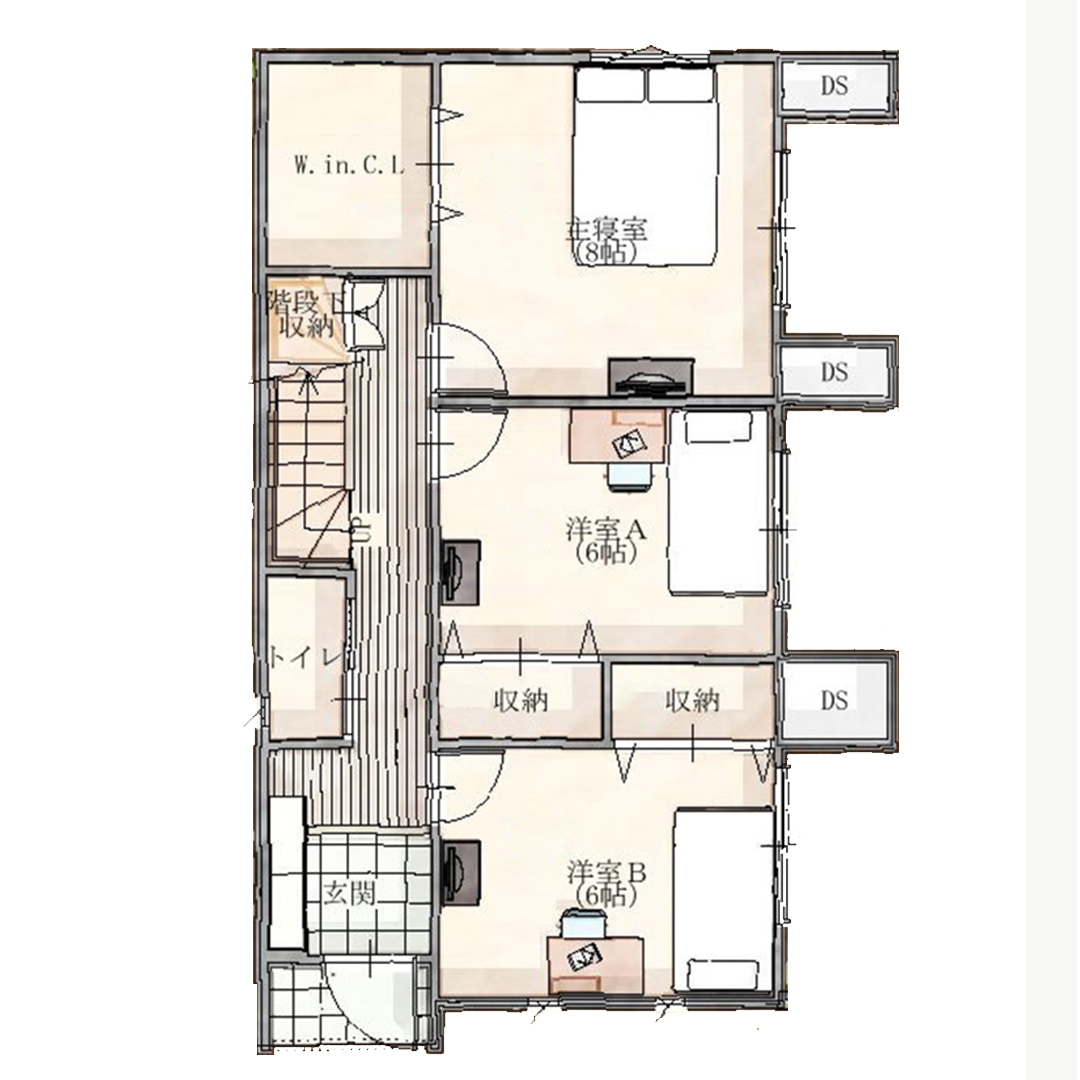 DS
W.in.C.L
主寝室
(8帖)
階段下
収納
DS
UP
洋室A
(6帖)
トイレ
収納
収納
DS
洋室B
(6帖)
玄関